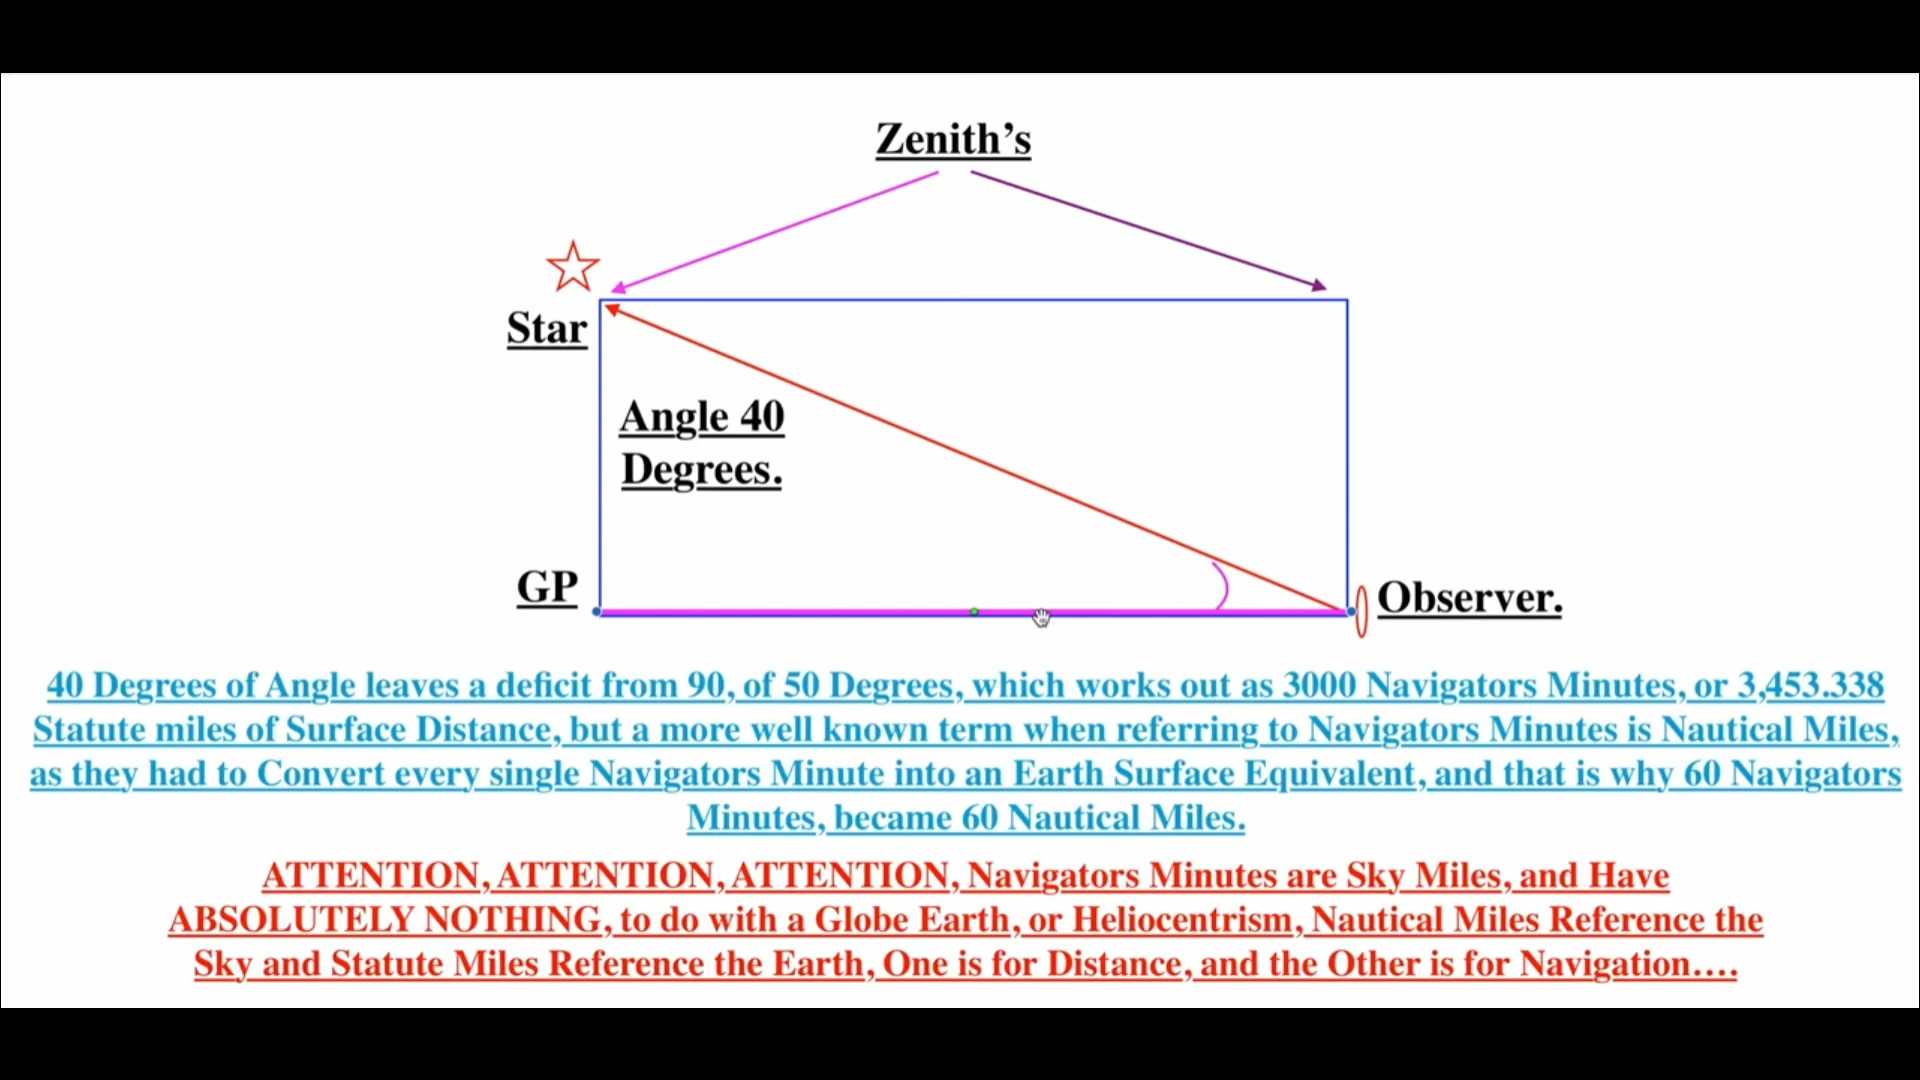 Zenith's
Star
Angle 40
Degrees.
GP
Observer.
40 Degrees of Angle leaves a deficit from 90, of 50 Degrees, which works out as 3000 Navigators Minutes, or 3,453.338
Statute miles of Surface Distance, but a more well known term when referring to Navigators Minutes is Nautical Miles,
as they had to Convert every single Navigators Minute into an Earth Surface Equivalent, and that is why 60 Navigators
Minutes, became 60 Nautical Miles.
ATTENTION, ATTENTION, ATTENTION, Navigators Minutes are Sky Miles, and Have
ABSOLUTELY NOTHING, to do with a Globe Earth, or Heliocentrism, Nautical Miles Reference the
Sky and Statute Miles Reference the Earth, One is for Distance, and the Other is for Navigation....